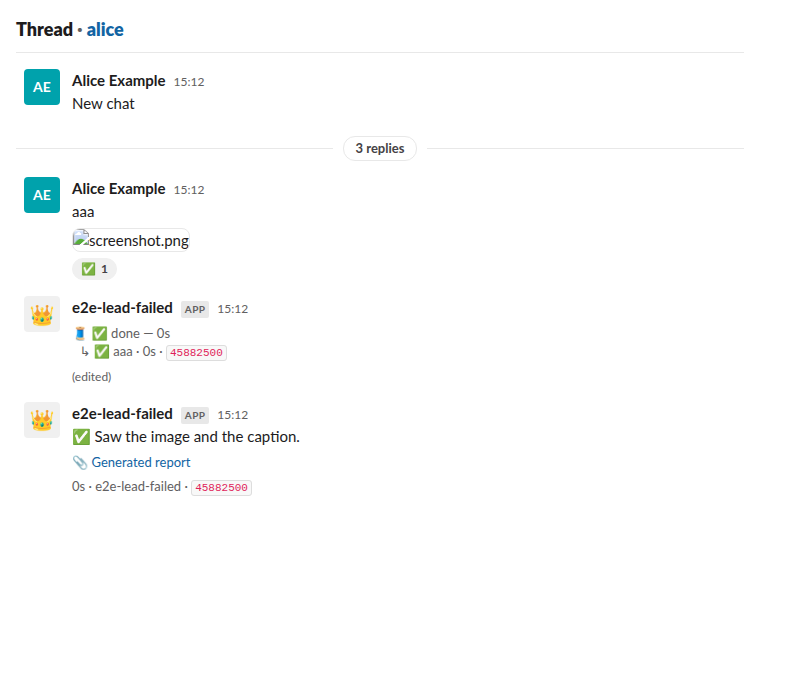 Thread • alice
AE
Alice Example 15:12
New chat
3 replies
AE
Alice Example 15:12
aaa
screenshot.png
✅ 1
e2e-lead-failed APP 15:12
🧵 ✅ done — 0s
↳ ✅ aaa · 0s · 45882500
(edited)
e2e-lead-failed APP 15:12
✅ Saw the image and the caption.
📎 Generated report
0s · e2e-lead-failed · 45882500